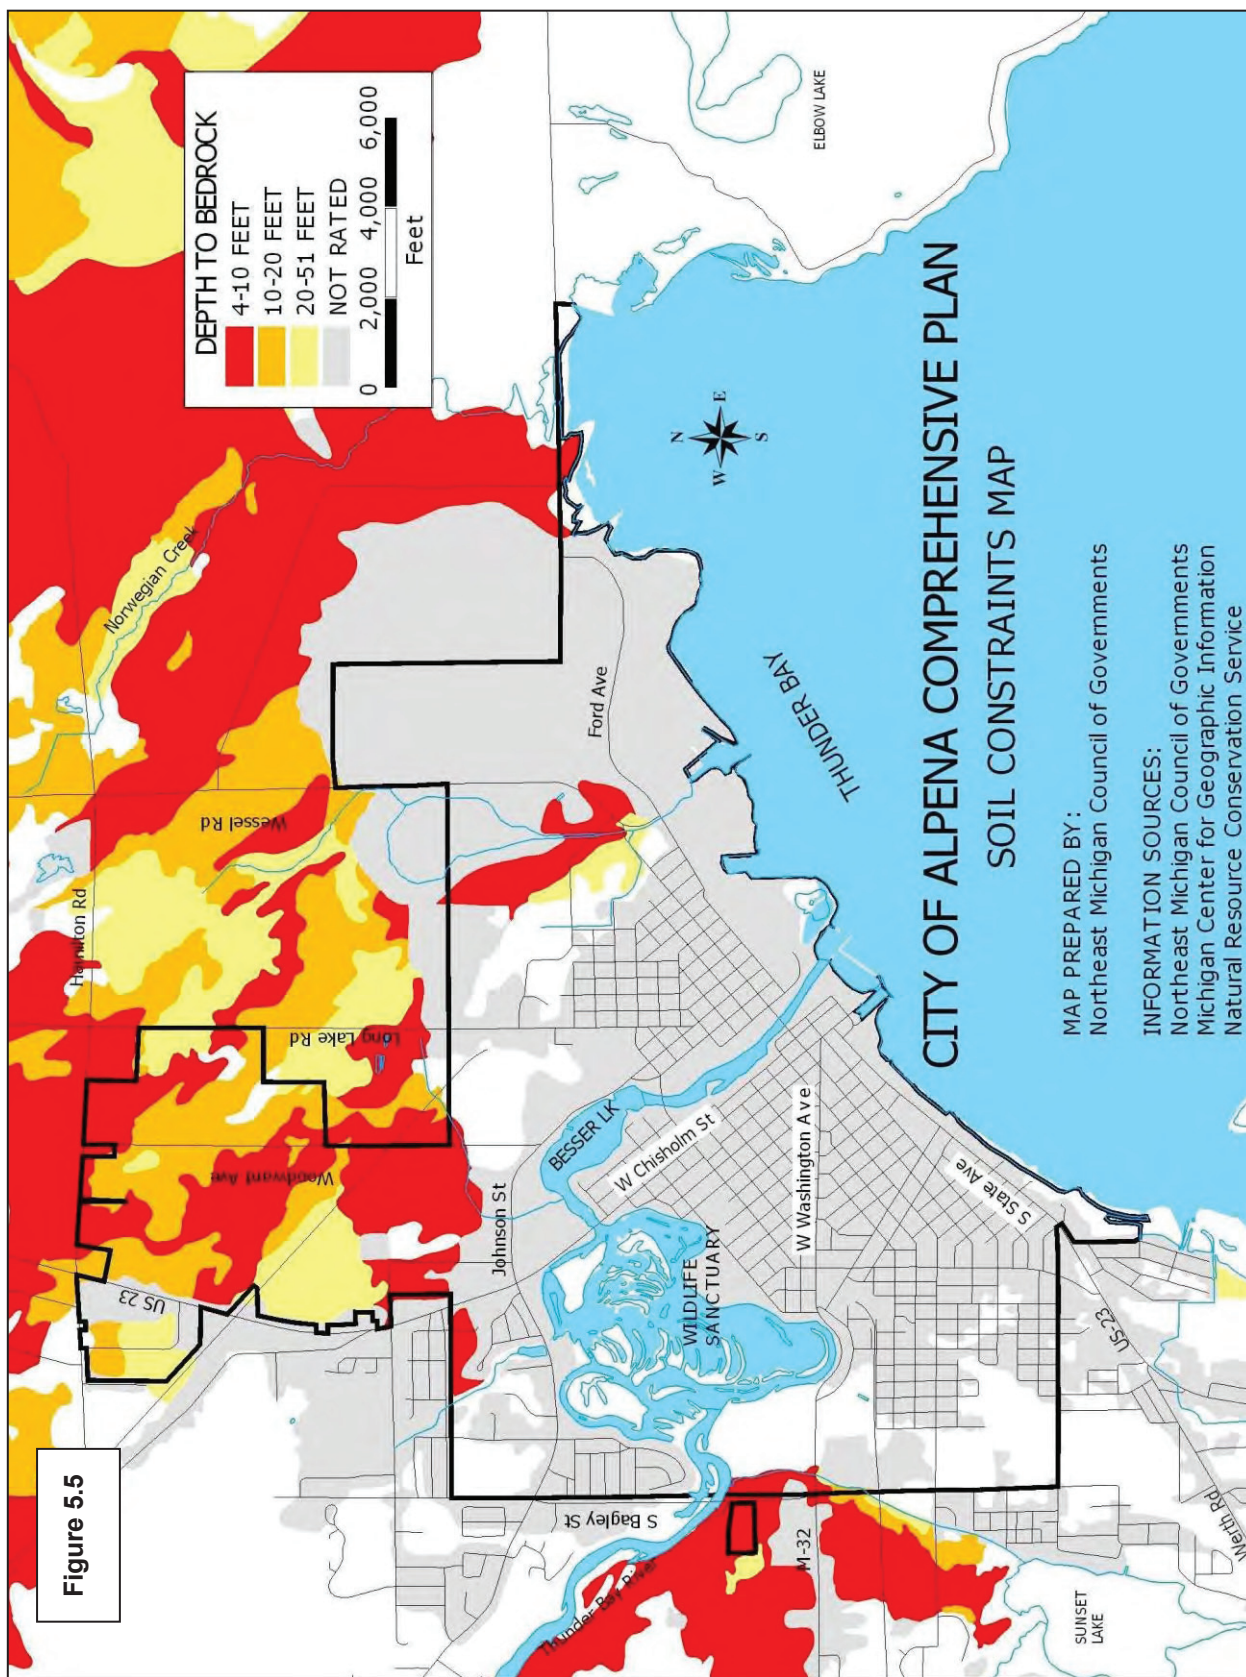 Figure 5.5
DEPTH TO BEDROCK
4-10 FEET
10-20 FEET
20-51 FEET
NOT RATED
0 2,000 4,000 6,000
Feet
Norwegian Creek
Hamilton Rd
Wessel Rd
Long Lake Rd
Woodward Ave
US 23
Johnson St
Ford Ave
BESSER LK
W Chisholm St
WILDLIFE
SANCTUARY
W Washington Ave
S State Ave
S Bagley St
Thunder Bay River
M-32
US-23
Werth Rd
SUNSET
LAKE
ELBOW LAKE
THUNDER BAY
N
W
E
S
CITY OF ALPENA COMPREHENSIVE PLAN
SOIL CONSTRAINTS MAP
MAP PREPARED BY:
Northeast Michigan Council of Governments
INFORMATION SOURCES:
Northeast Michigan Council of Governments
Michigan Center for Geographic Information
Natural Resource Conservation Service